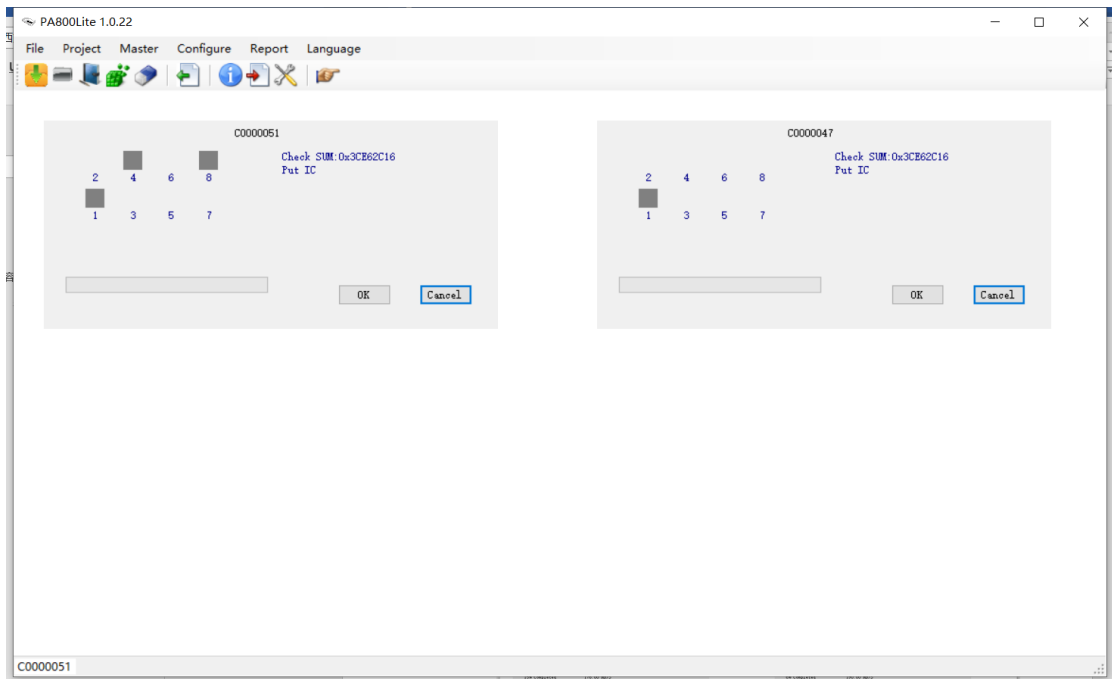 PA800Lite 1.0.22
File Project Master Configure Report Language
C0000051
Check SUM:0x3CE62C16
Put IC
2 4 6 8
1 3 5 7
OK Cancel
C0000047
Check SUM:0x3CE62C16
Put IC
2 4 6 8
1 3 5 7
OK Cancel
C0000051